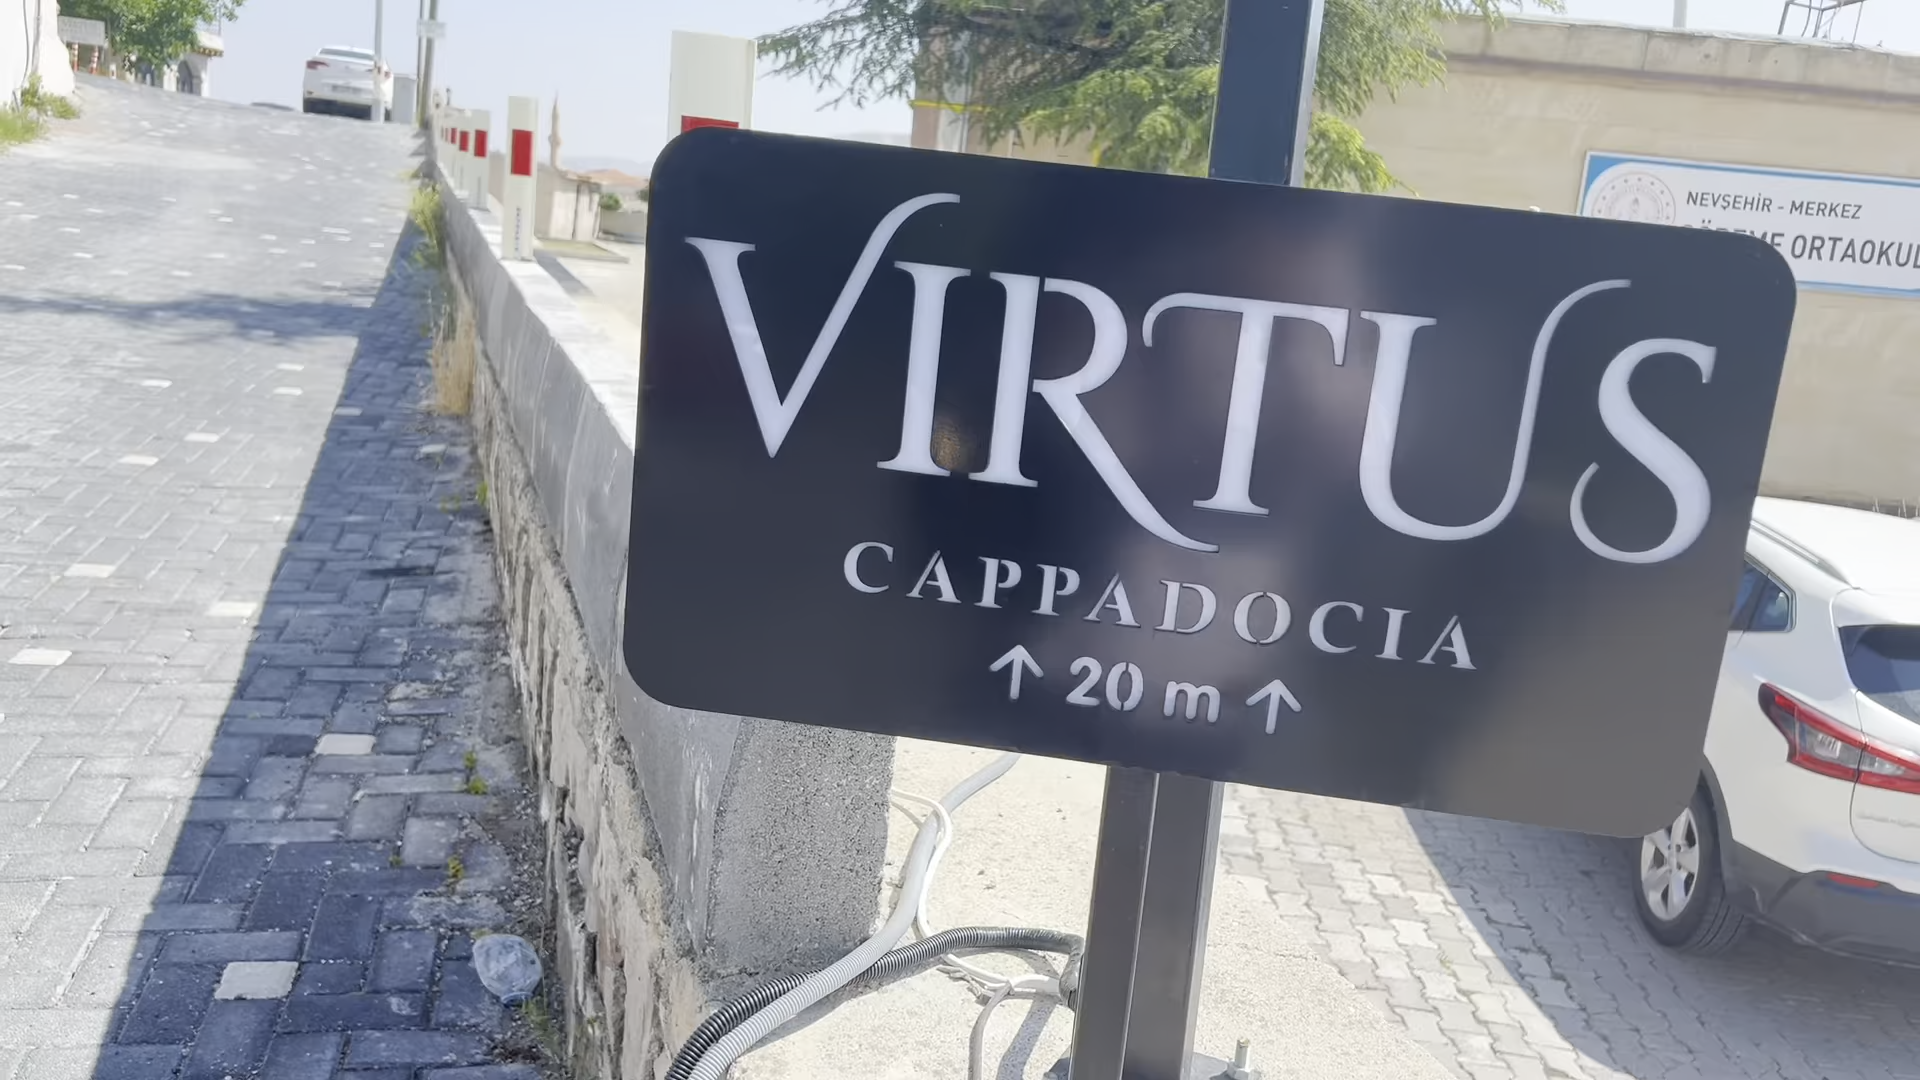 VIRTUS
CAPPADOCIA
↑ 20 m ↑
NEVŞEHİR - MERKEZ
ORTAOKUL